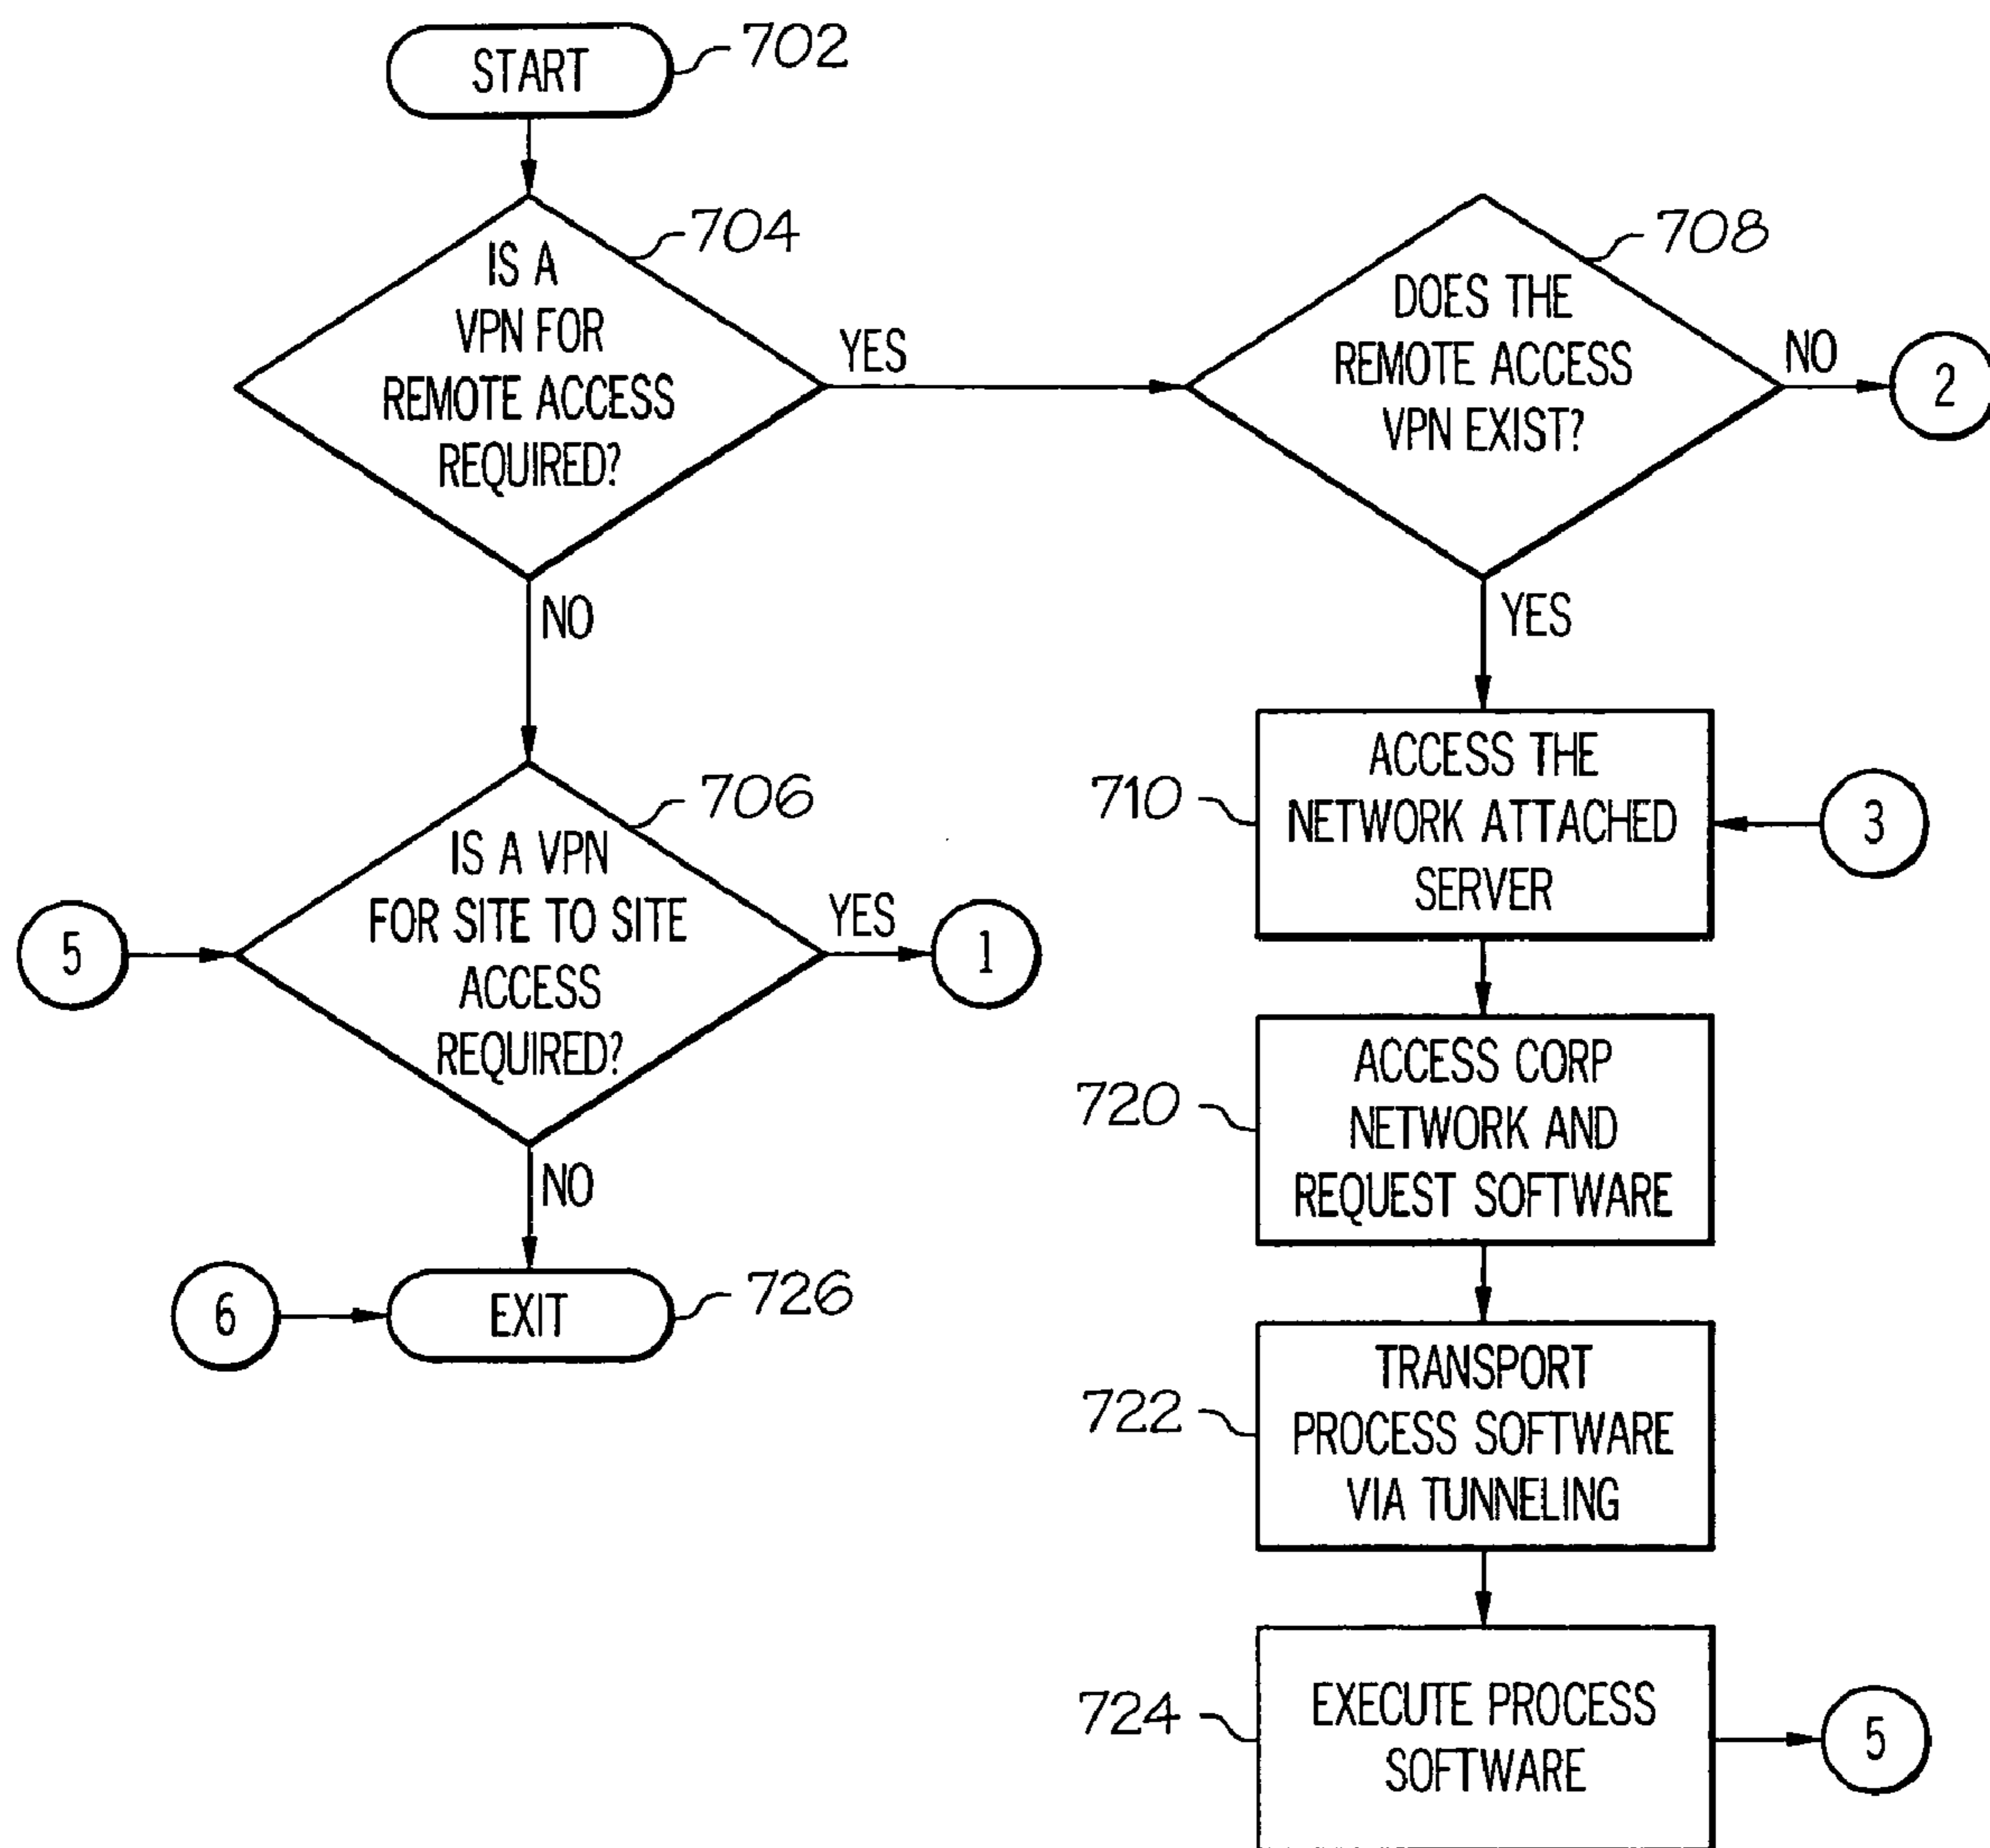 START
702
IS A
VPN FOR
REMOTE ACCESS
REQUIRED?
704
YES
NO
DOES THE
REMOTE ACCESS
VPN EXIST?
708
NO
2
YES
IS A VPN
FOR SITE TO SITE
ACCESS
REQUIRED?
706
5
YES
1
NO
6
EXIT
726
ACCESS THE
NETWORK ATTACHED
SERVER
710
3
ACCESS CORP
NETWORK AND
REQUEST SOFTWARE
720
TRANSPORT
PROCESS SOFTWARE
VIA TUNNELING
722
EXECUTE PROCESS
SOFTWARE
724
5